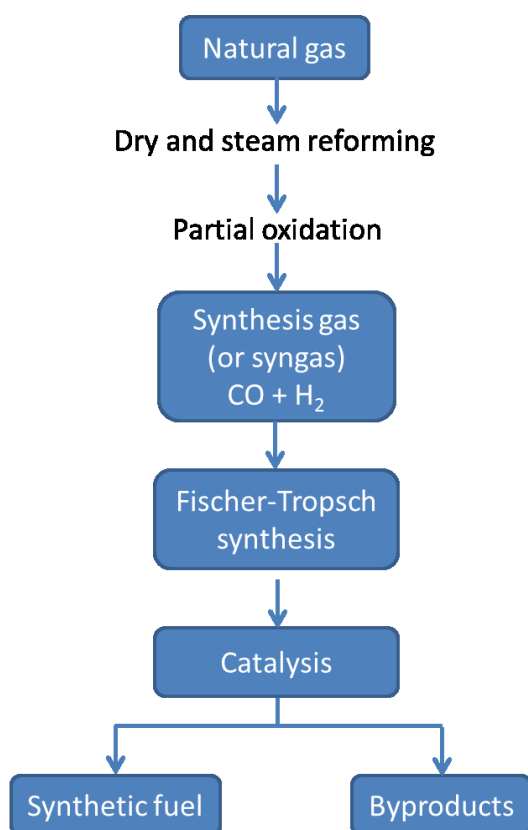 Natural gas
Dry and steam reforming
Partial oxidation
Synthesis gas
(or syngas)
CO + H₂
Fischer-Tropsch
synthesis
Catalysis
Synthetic fuel
Byproducts